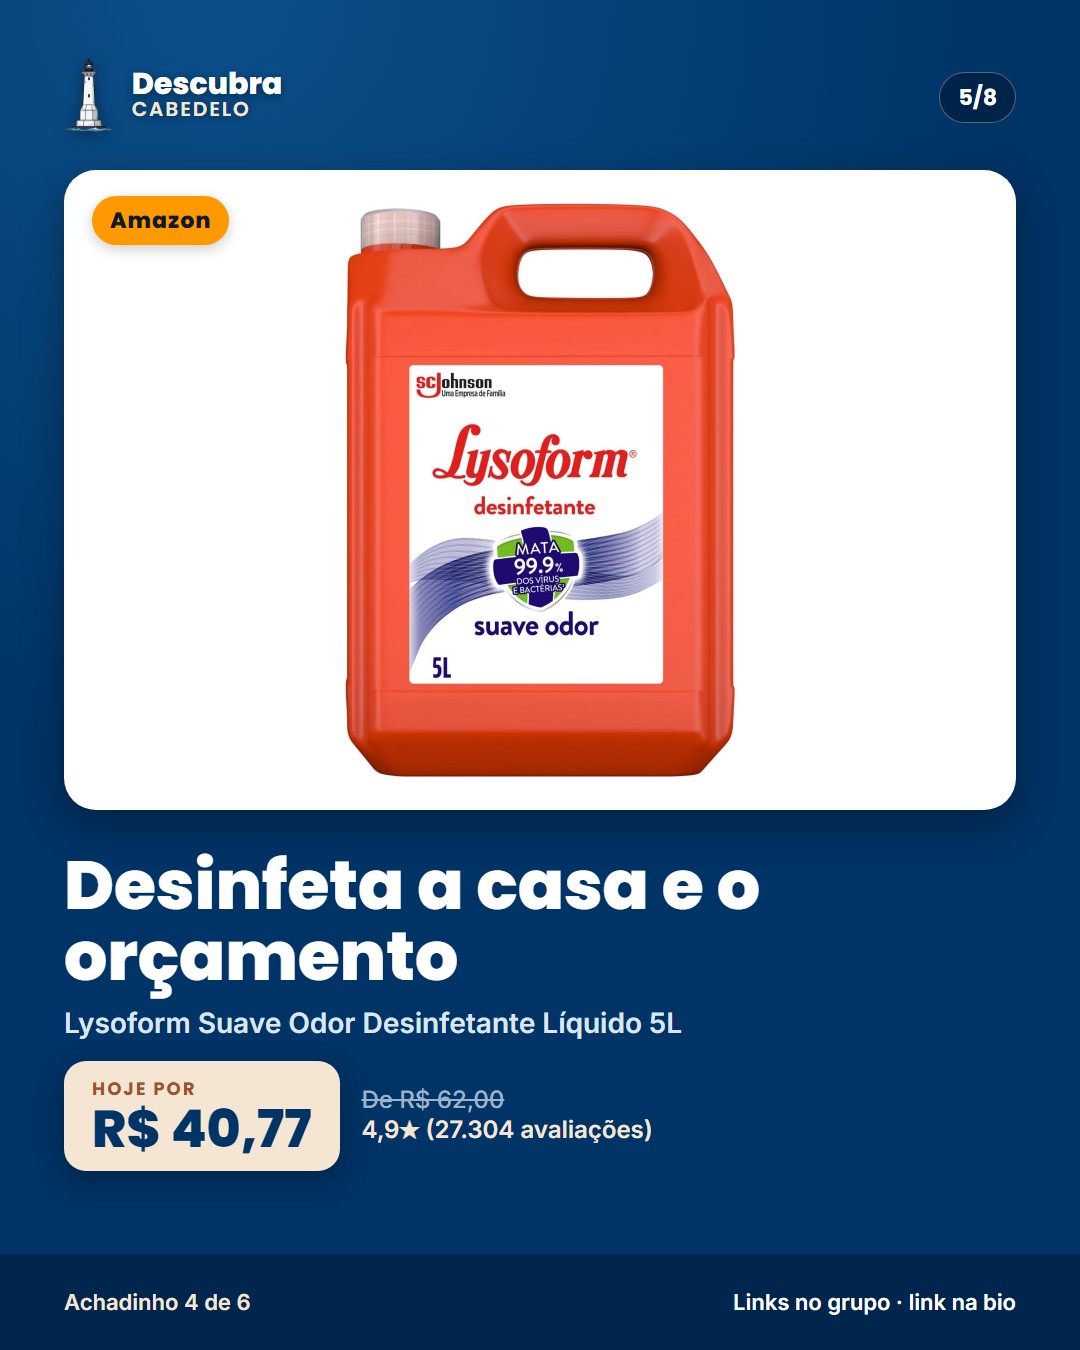 Descubra
CABEDELO
5/8
Amazon
scJohnson
Uma Empresa de Família
Lysoform®
desinfetante
MATA
99.9%
DOS VÍRUS
E BACTÉRIAS*
suave odor
5L
Desinfeta a casa e o
orçamento
Lysoform Suave Odor Desinfetante Líquido 5L
HOJE POR
R$ 40,77
De R$ 62,00
4,9★ (27.304 avaliações)
Achadinho 4 de 6
Links no grupo · link na bio